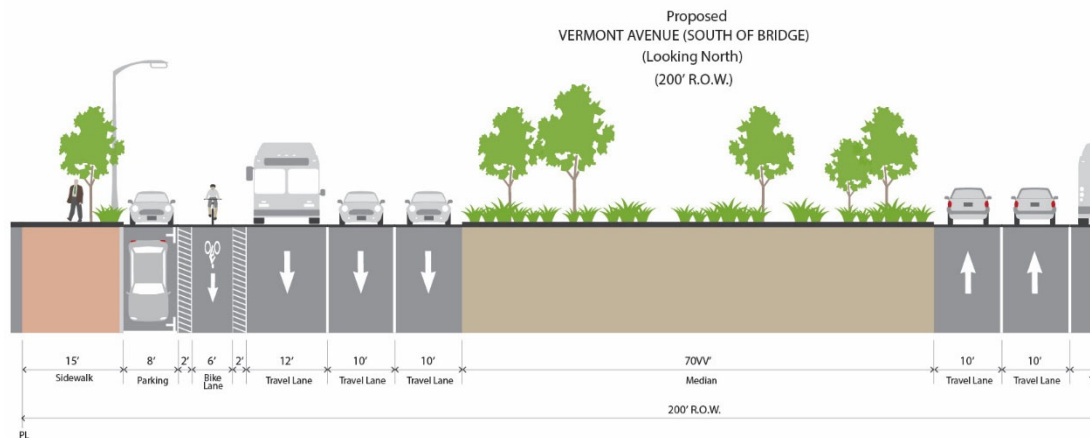 Proposed
VERMONT AVENUE (SOUTH OF BRIDGE)
(Looking North)
(200' R.O.W.)
15' 8' 2' 6' 2' 12' 10' 10' 70VV' 10' 10'
Sidewalk Parking Bike Lane Travel Lane Travel Lane Travel Lane Median Travel Lane Travel Lane
200' R.O.W.
PL